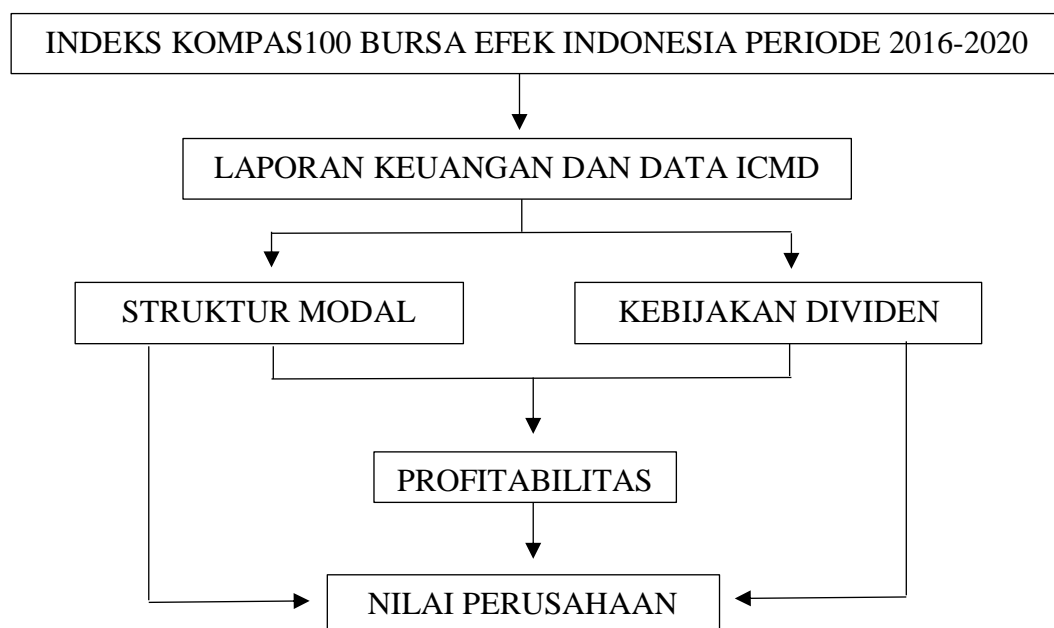 INDEKS KOMPAS100 BURSA EFEK INDONESIA PERIODE 2016-2020
LAPORAN KEUANGAN DAN DATA ICMD
STRUKTUR MODAL
KEBIJAKAN DIVIDEN
PROFITABILITAS
NILAI PERUSAHAAN